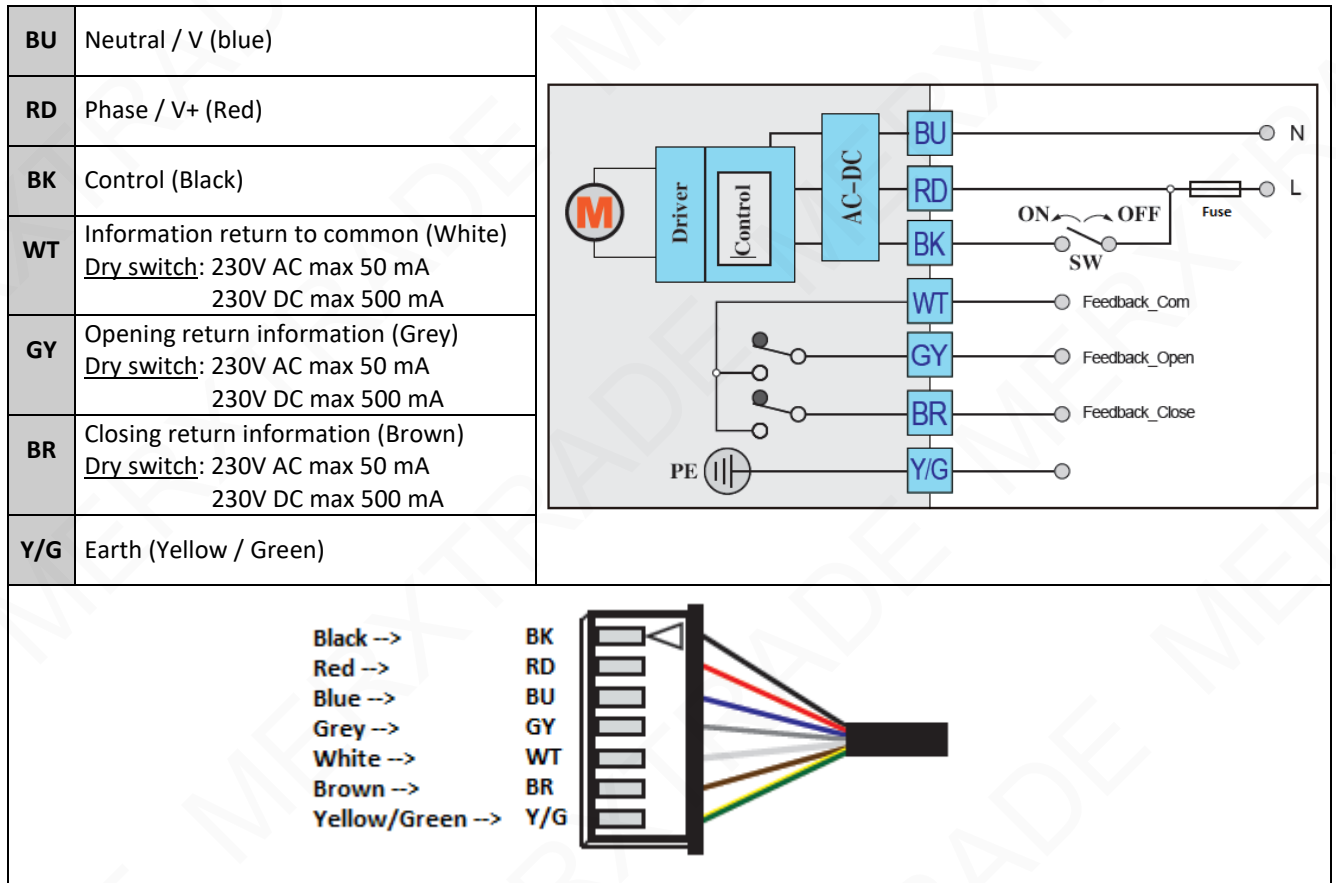 BU Neutral / V (blue)
RD Phase / V+ (Red)
BK Control (Black)
WT Information return to common (White)
Dry switch: 230V AC max 50 mA
230V DC max 500 mA
GY Opening return information (Grey)
Dry switch: 230V AC max 50 mA
230V DC max 500 mA
BR Closing return information (Brown)
Dry switch: 230V AC max 50 mA
230V DC max 500 mA
Y/G Earth (Yellow / Green)
M
Driver
Control
AC-DC
BU
N
RD
L
Fuse
ON
OFF
SW
BK
WT
Feedback_Com
GY
Feedback_Open
BR
Feedback_Close
PE
Y/G
Black --> BK
Red --> RD
Blue --> BU
Grey --> GY
White --> WT
Brown --> BR
Yellow/Green --> Y/G
MERXTRADE